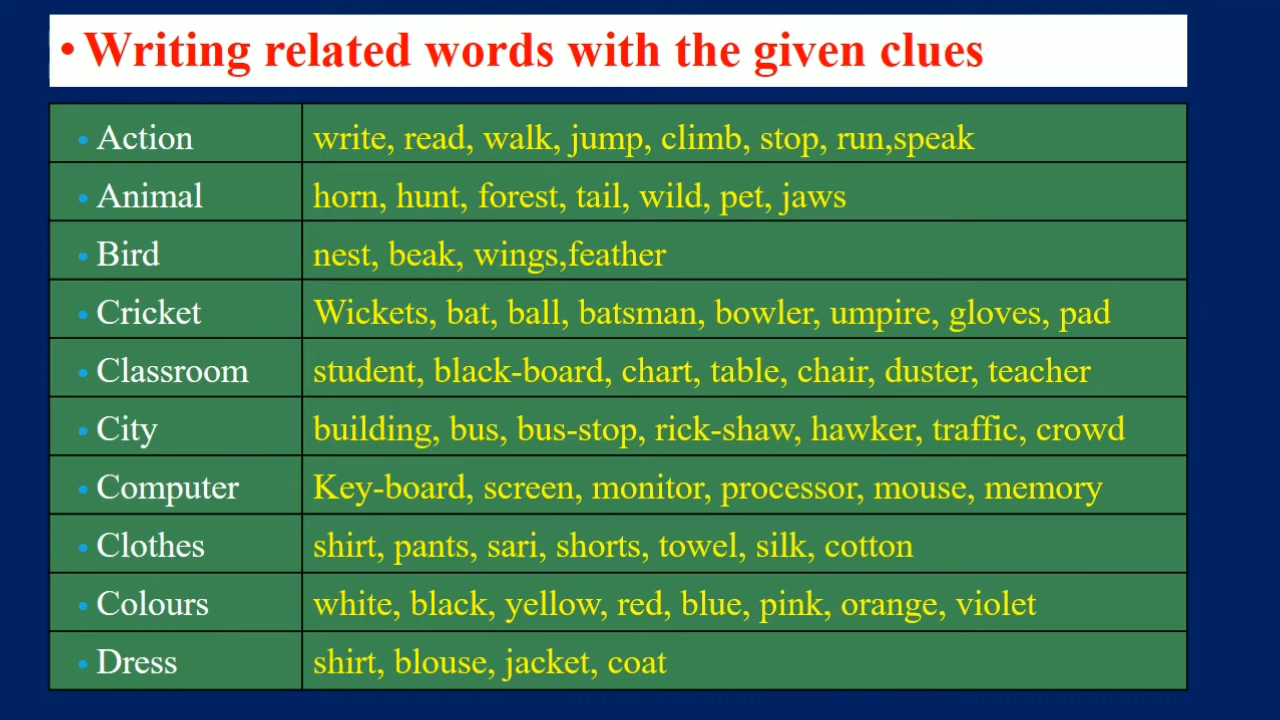 • Writing related words with the given clues
• Action write, read, walk, jump, climb, stop, run,speak
• Animal horn, hunt, forest, tail, wild, pet, jaws
• Bird nest, beak, wings,feather
• Cricket Wickets, bat, ball, batsman, bowler, umpire, gloves, pad
• Classroom student, black-board, chart, table, chair, duster, teacher
• City building, bus, bus-stop, rick-shaw, hawker, traffic, crowd
• Computer Key-board, screen, monitor, processor, mouse, memory
• Clothes shirt, pants, sari, shorts, towel, silk, cotton
• Colours white, black, yellow, red, blue, pink, orange, violet
• Dress shirt, blouse, jacket, coat